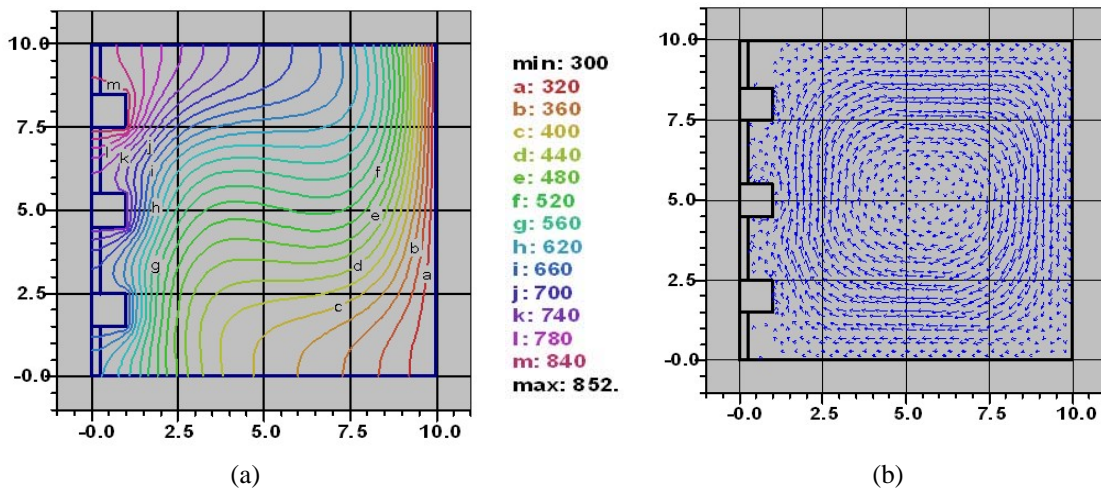 10.0
7.5
5.0
2.5
-0.0
-0.0 2.5 5.0 7.5 10.0
m
l k j
i
h
g
f
e
d
c
b
a
(a)
min: 300
a: 320
b: 360
c: 400
d: 440
e: 480
f: 520
g: 560
h: 620
i: 660
j: 700
k: 740
l: 780
m: 840
max: 852.
10.0
7.5
5.0
2.5
-0.0
-0.0 2.5 5.0 7.5 10.0
(b)